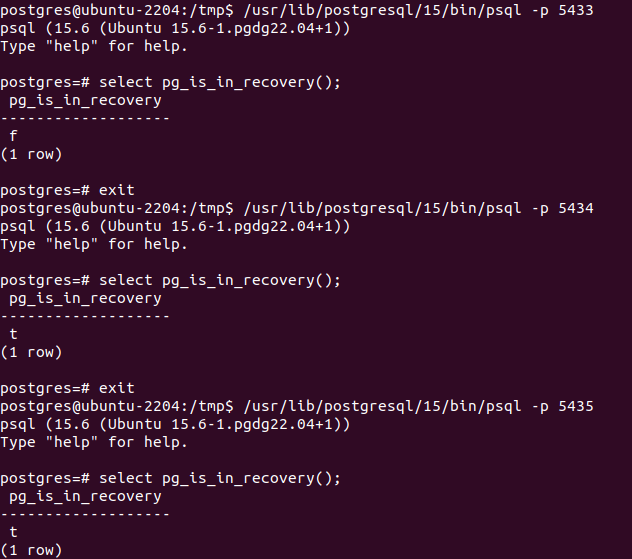 postgres@ubuntu-2204:/tmp$ /usr/lib/postgresql/15/bin/psql -p 5433
psql (15.6 (Ubuntu 15.6-1.pgdg22.04+1))
Type "help" for help.

postgres=# select pg_is_in_recovery();
 pg_is_in_recovery
-------------------
 f
(1 row)

postgres=# exit
postgres@ubuntu-2204:/tmp$ /usr/lib/postgresql/15/bin/psql -p 5434
psql (15.6 (Ubuntu 15.6-1.pgdg22.04+1))
Type "help" for help.

postgres=# select pg_is_in_recovery();
 pg_is_in_recovery
-------------------
 t
(1 row)

postgres=# exit
postgres@ubuntu-2204:/tmp$ /usr/lib/postgresql/15/bin/psql -p 5435
psql (15.6 (Ubuntu 15.6-1.pgdg22.04+1))
Type "help" for help.

postgres=# select pg_is_in_recovery();
 pg_is_in_recovery
-------------------
 t
(1 row)